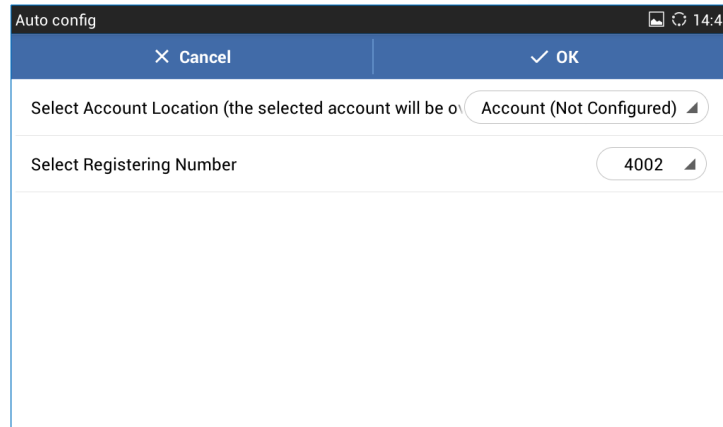 Auto config 14:4
Cancel OK
Select Account Location (the selected account will be Account (Not Configured)
Select Registering Number 4002